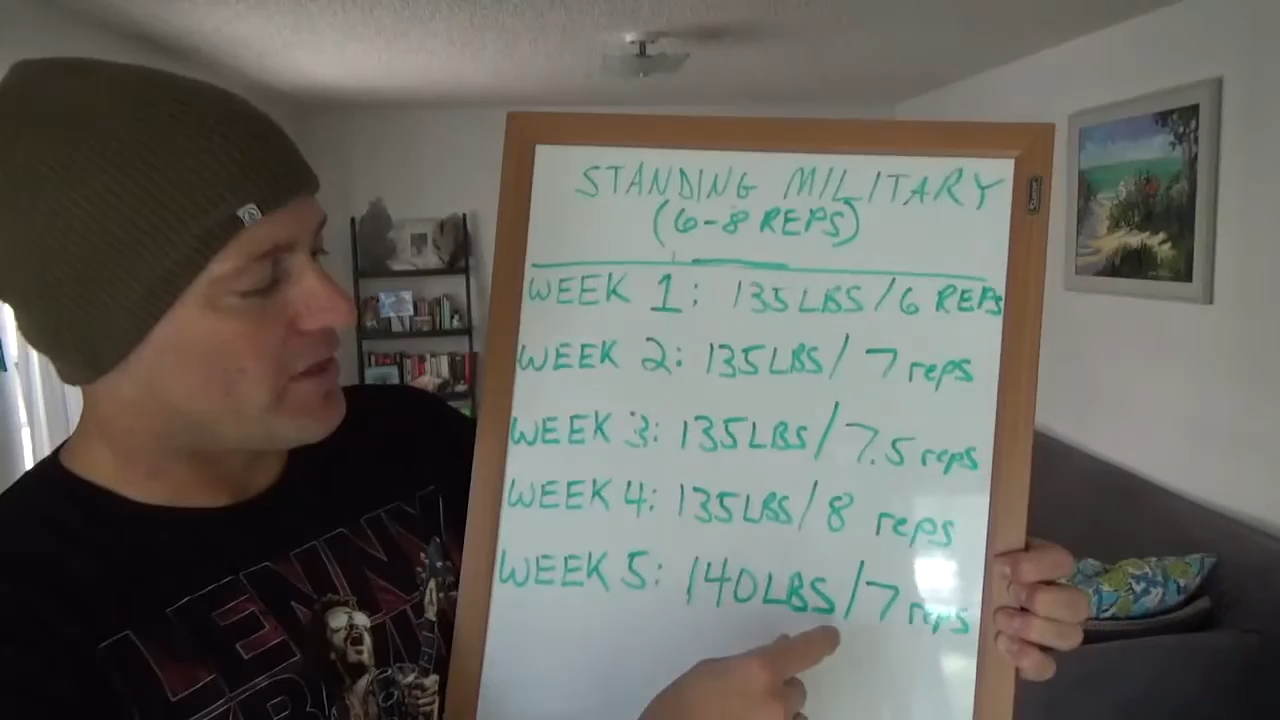 STANDING MILITARY
(6-8 REPS)
WEEK 1: 135LBS/6 REPS
WEEK 2: 135LBS/ 7 reps
WEEK 3: 135LBS/7.5 reps
WEEK 4: 135LBS/8 reps
WEEK 5: 140LBS/7 reps
LENNY